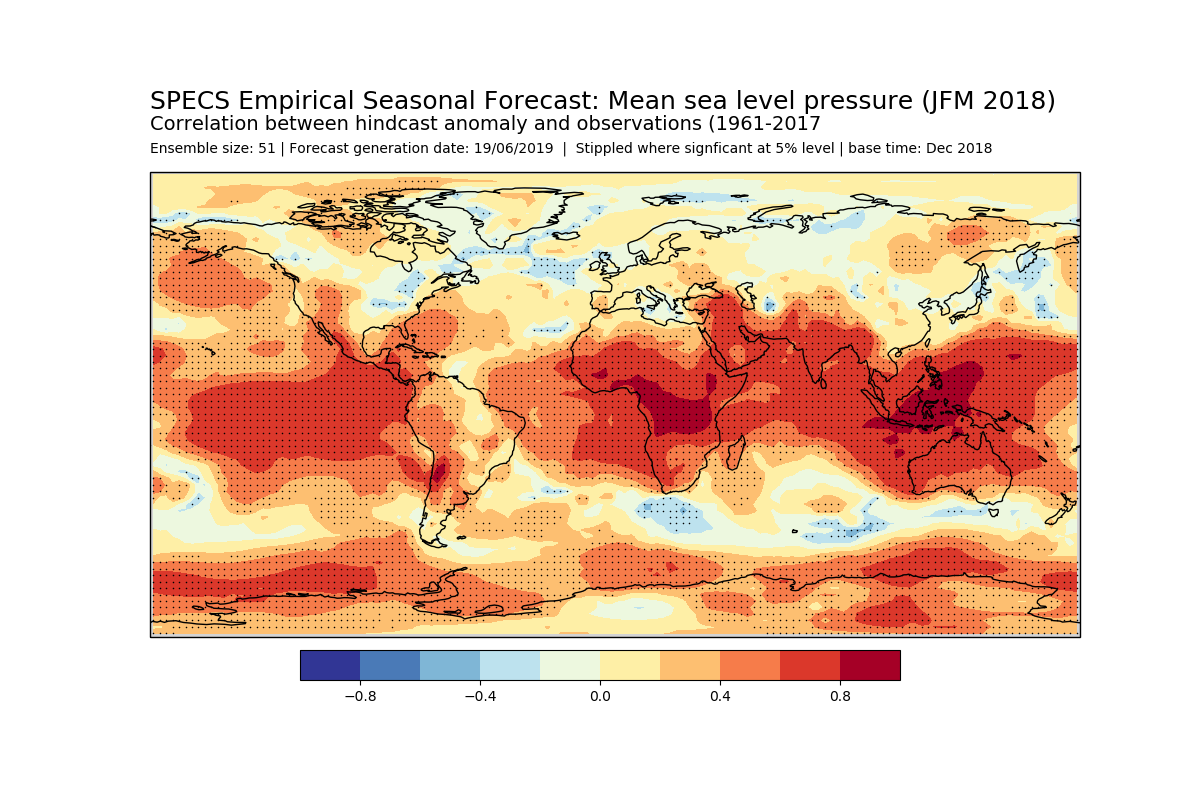 SPECS Empirical Seasonal Forecast: Mean sea level pressure (JFM 2018)
Correlation between hindcast anomaly and observations (1961-2017
Ensemble size: 51 | Forecast generation date: 19/06/2019  |  Stippled where signficant at 5% level | base time: Dec 2018
−0.8 −0.4 0.0 0.4 0.8